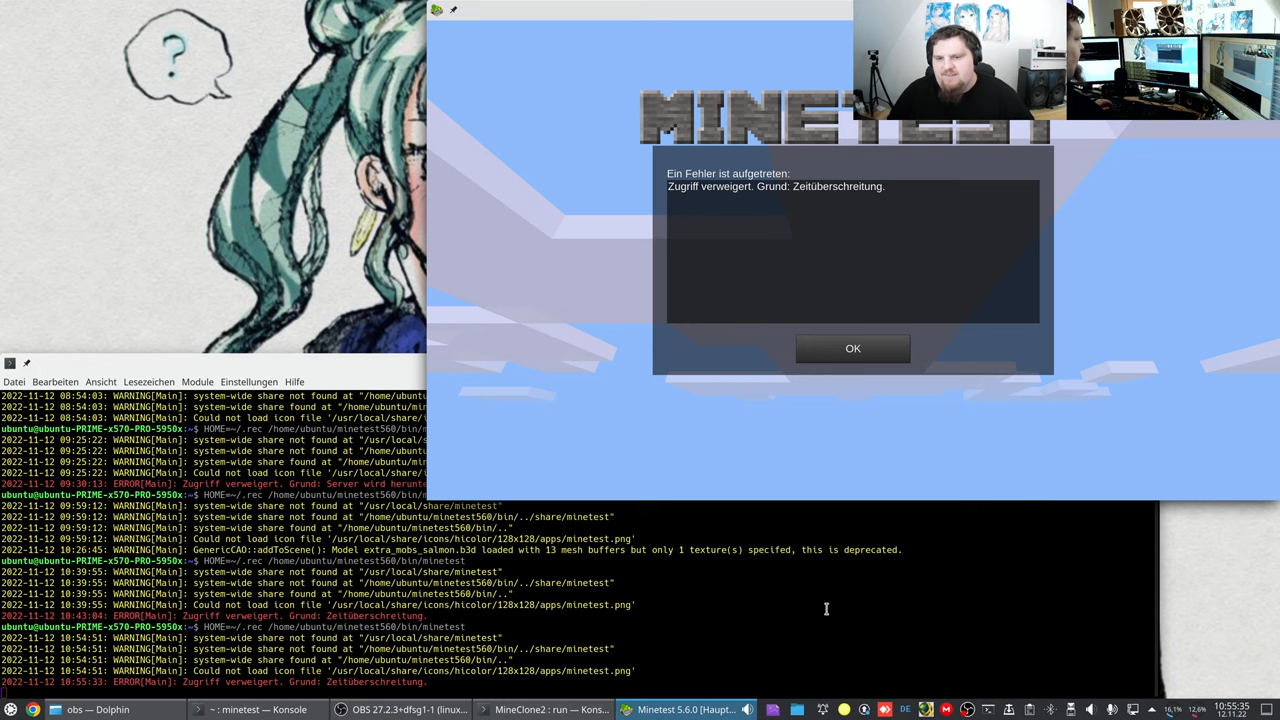 ?
MINETEST
Ein Fehler ist aufgetreten:
Zugriff verweigert. Grund: Zeitüberschreitung.
OK
Datei Bearbeiten Ansicht Lesezeichen Module Einstellungen Hilfe
2022-11-12 08:54:03: WARNING[Main]: system-wide share not found at "/home/ubuntu
2022-11-12 08:54:03: WARNING[Main]: system-wide share found at "/home/ubuntu/min
2022-11-12 08:54:03: WARNING[Main]: Could not load icon file '/usr/local/share/i
ubuntu@ubuntu-PRIME-x570-PRO-5950x:~$ HOME=~/.rec /home/ubuntu/minetest560/bin/m
2022-11-12 09:25:22: WARNING[Main]: system-wide share not found at "/usr/local/s
2022-11-12 09:25:22: WARNING[Main]: system-wide share not found at "/home/ubuntu
2022-11-12 09:25:22: WARNING[Main]: system-wide share found at "/home/ubuntu/min
2022-11-12 09:25:22: WARNING[Main]: Could not load icon file '/usr/local/share/i
2022-11-12 09:30:13: ERROR[Main]: Zugriff verweigert. Grund: Server wird herunte
ubuntu@ubuntu-PRIME-x570-PRO-5950x:~$ HOME=~/.rec /home/ubuntu/minetest560/bin/m
2022-11-12 09:59:12: WARNING[Main]: system-wide share not found at "/usr/local/share/minetest"
2022-11-12 09:59:12: WARNING[Main]: system-wide share not found at "/home/ubuntu/minetest560/bin/../share/minetest"
2022-11-12 09:59:12: WARNING[Main]: system-wide share found at "/home/ubuntu/minetest560/bin/.."
2022-11-12 09:59:12: WARNING[Main]: Could not load icon file '/usr/local/share/icons/hicolor/128x128/apps/minetest.png'
2022-11-12 10:26:45: WARNING[Main]: GenericCAO::addToScene(): Model extra_mobs_salmon.b3d loaded with 13 mesh buffers but only 1 texture(s) specifed, this is deprecated.
ubuntu@ubuntu-PRIME-x570-PRO-5950x:~$ HOME=~/.rec /home/ubuntu/minetest560/bin/minetest
2022-11-12 10:39:55: WARNING[Main]: system-wide share not found at "/usr/local/share/minetest"
2022-11-12 10:39:55: WARNING[Main]: system-wide share not found at "/home/ubuntu/minetest560/bin/../share/minetest"
2022-11-12 10:39:55: WARNING[Main]: system-wide share found at "/home/ubuntu/minetest560/bin/.."
2022-11-12 10:39:55: WARNING[Main]: Could not load icon file '/usr/local/share/icons/hicolor/128x128/apps/minetest.png'
2022-11-12 10:43:04: ERROR[Main]: Zugriff verweigert. Grund: Zeitüberschreitung.
ubuntu@ubuntu-PRIME-x570-PRO-5950x:~$ HOME=~/.rec /home/ubuntu/minetest560/bin/minetest
2022-11-12 10:54:51: WARNING[Main]: system-wide share not found at "/usr/local/share/minetest"
2022-11-12 10:54:51: WARNING[Main]: system-wide share not found at "/home/ubuntu/minetest560/bin/../share/minetest"
2022-11-12 10:54:51: WARNING[Main]: system-wide share found at "/home/ubuntu/minetest560/bin/.."
2022-11-12 10:54:51: WARNING[Main]: Could not load icon file '/usr/local/share/icons/hicolor/128x128/apps/minetest.png'
2022-11-12 10:55:33: ERROR[Main]: Zugriff verweigert. Grund: Zeitüberschreitung.
obs — Dolphin
~ : minetest — Konsole
OBS 27.2.3+dfsg1-1 (linux...
MineClone2 : run — Kons...
Minetest 5.6.0 [Haupt...
DE
16,1%
12,6%
10:55:35
12.11.22